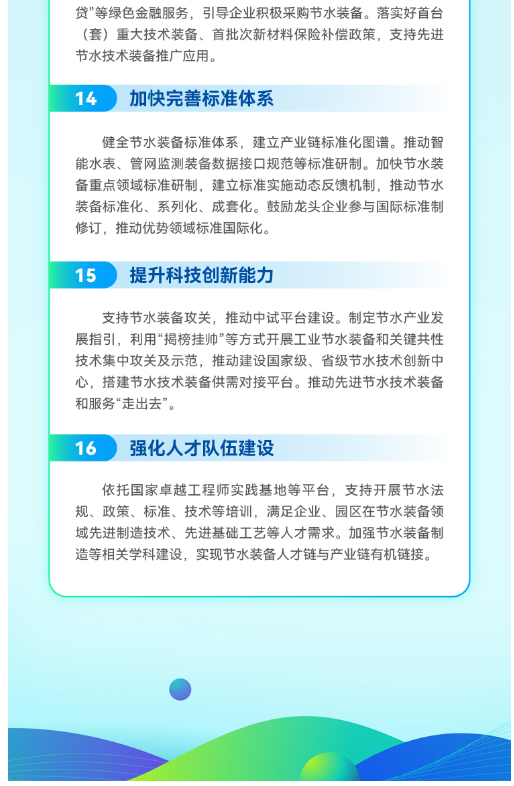 贷”等绿色金融服务，引导企业积极采购节水装备。落实好首台
（套）重大技术装备、首批次新材料保险补偿政策，支持先进
节水技术装备推广应用。
14 加快完善标准体系
健全节水装备标准体系，建立产业链标准化图谱。推动智
能水表、管网监测装备数据接口规范等标准研制。加快节水装
备重点领域标准研制，建立标准实施动态反馈机制，推动节水
装备标准化、系列化、成套化。鼓励龙头企业参与国际标准制
修订，推动优势领域标准国际化。
15 提升科技创新能力
支持节水装备攻关，推动中试平台建设。制定节水产业发
展指引，利用“揭榜挂帅”等方式开展工业节水装备和关键共性
技术集中攻关及示范，推动建设国家级、省级节水技术创新中
心，搭建节水技术装备供需对接平台。推动先进节水技术装备
和服务“走出去”。
16 强化人才队伍建设
依托国家卓越工程师实践基地等平台，支持开展节水法
规、政策、标准、技术等培训，满足企业、园区在节水装备领
域先进制造技术、先进基础工艺等人才需求。加强节水装备制
造等相关学科建设，实现节水装备人才链与产业链有机链接。